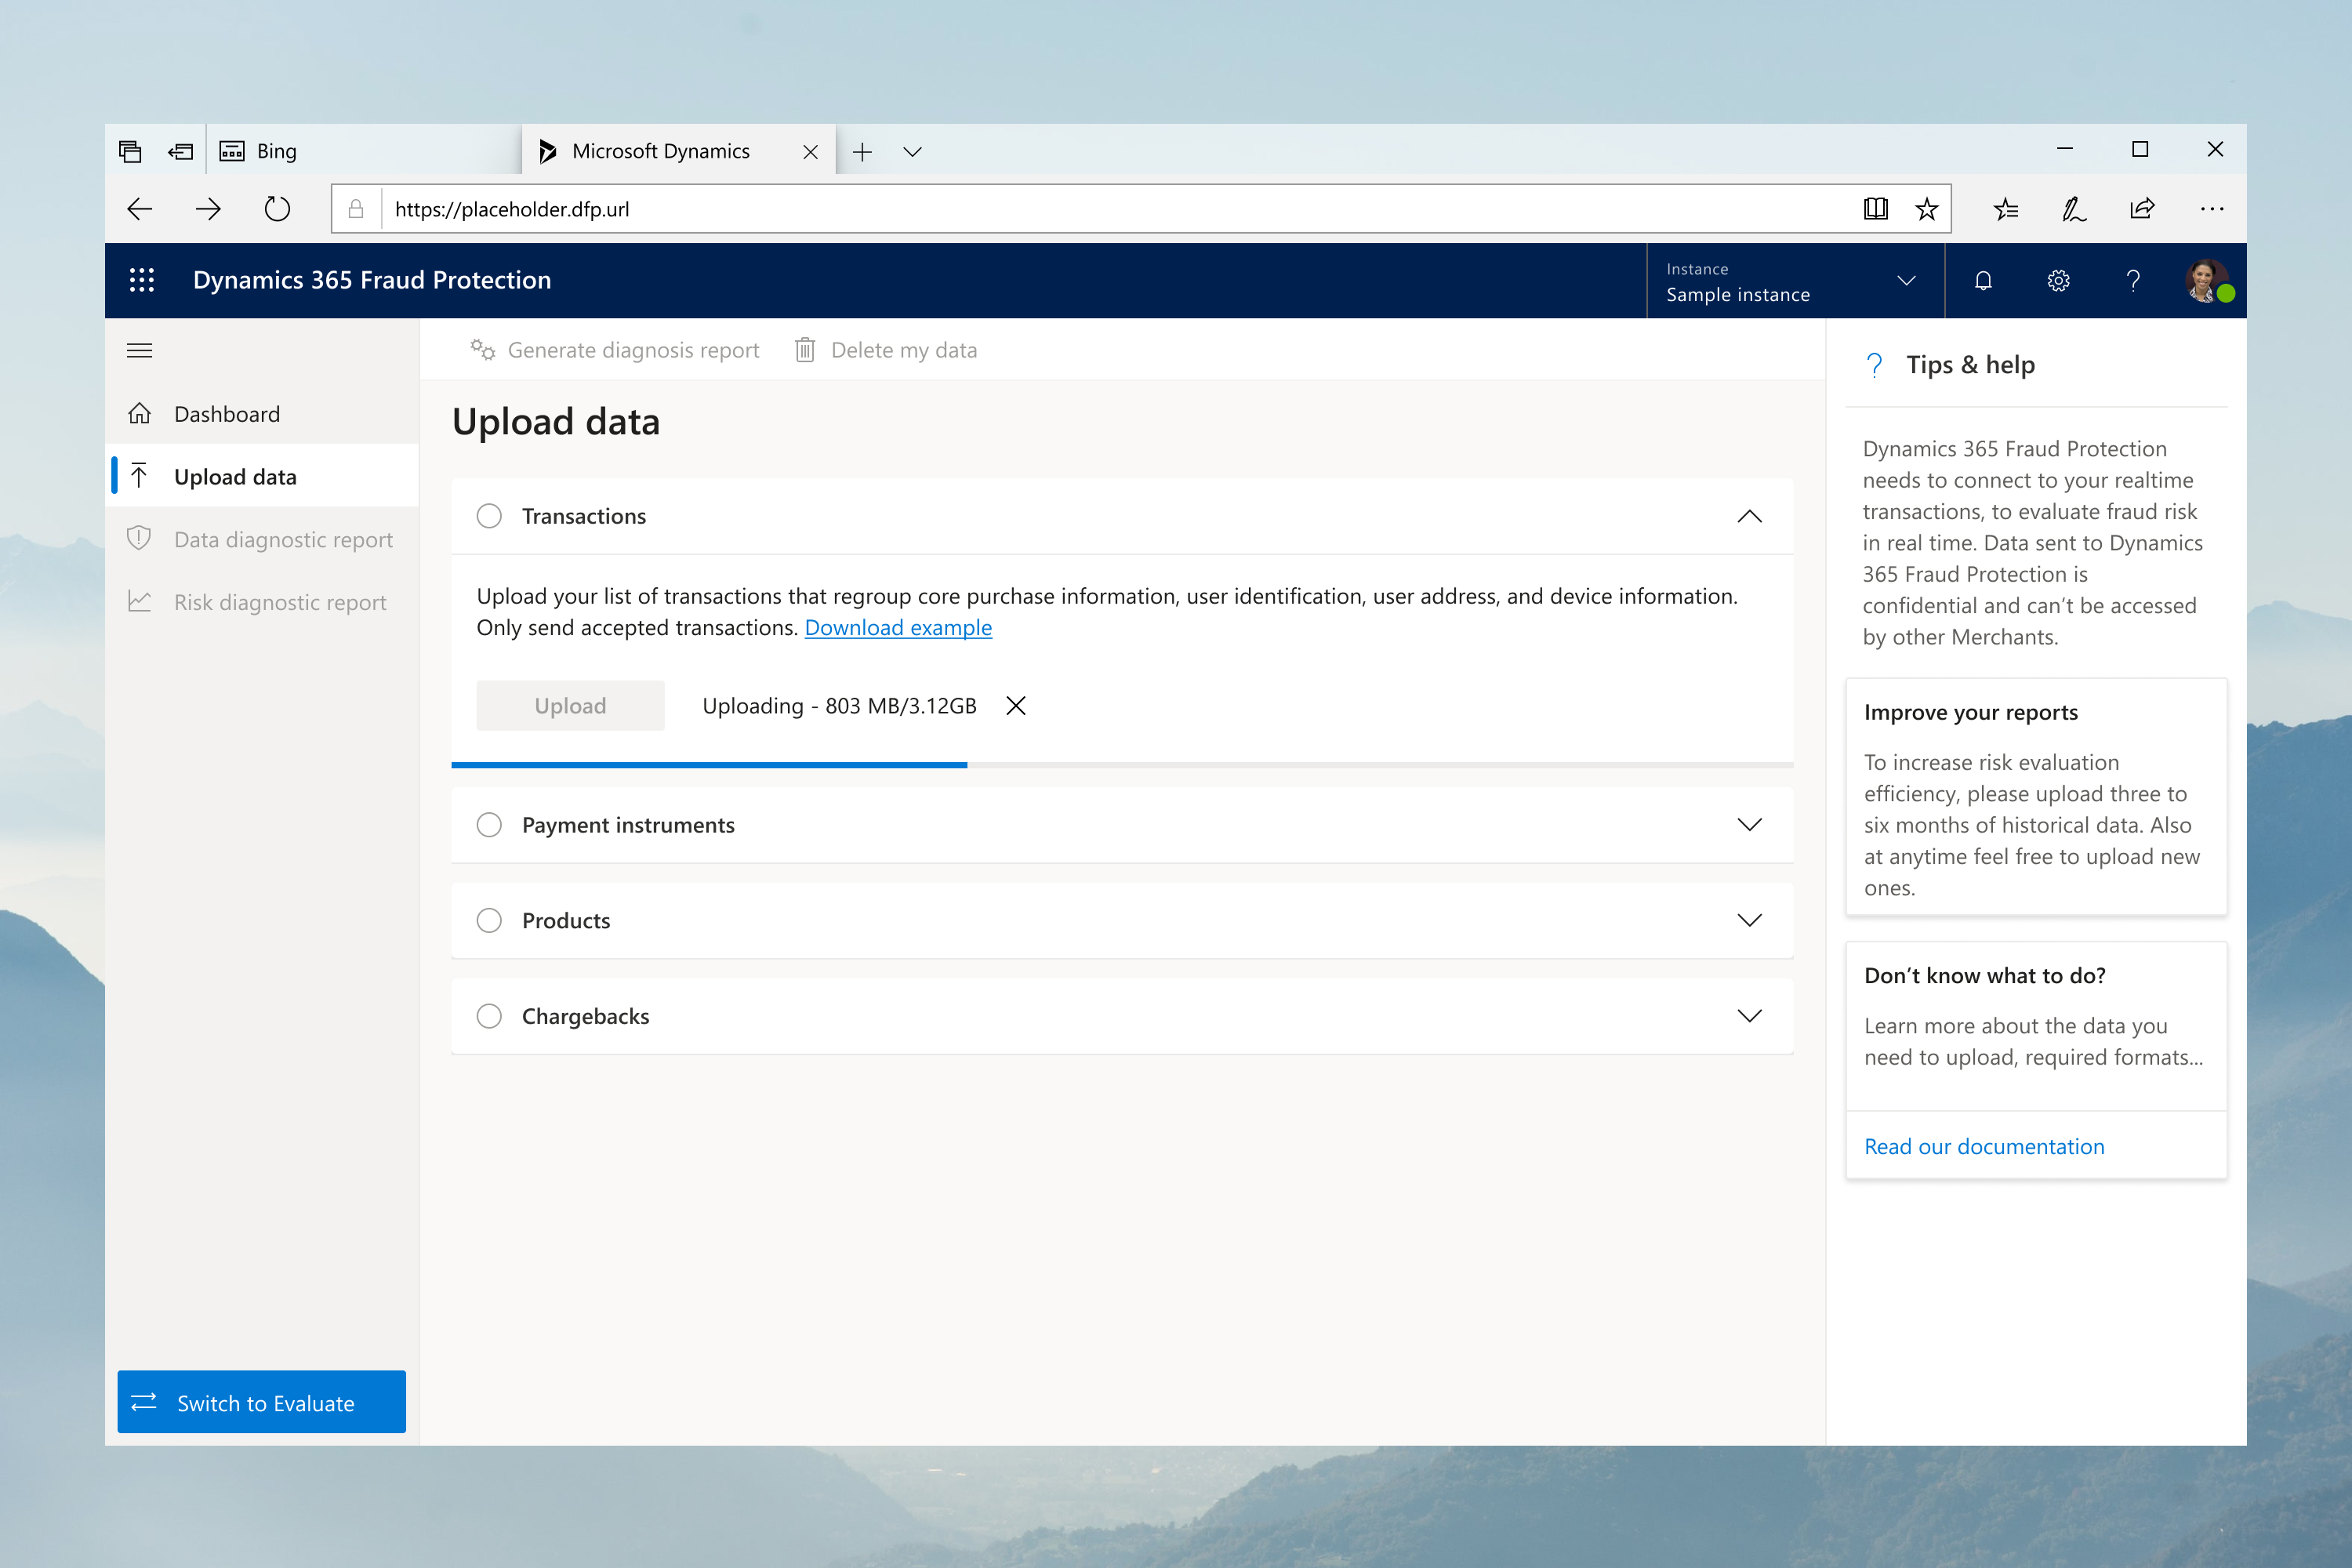 Bing
Microsoft Dynamics
https://placeholder.dfp.url
Dynamics 365 Fraud Protection
Instance
Sample instance
Dashboard
Upload data
Data diagnostic report
Risk diagnostic report
Switch to Evaluate
Generate diagnosis report
Delete my data
Upload data
Transactions
Upload your list of transactions that regroup core purchase information, user identification, user address, and device information.
Only send accepted transactions. Download example
Upload
Uploading - 803 MB/3.12GB
Payment instruments
Products
Chargebacks
? Tips & help
Dynamics 365 Fraud Protection
needs to connect to your realtime
transactions, to evaluate fraud risk
in real time. Data sent to Dynamics
365 Fraud Protection is
confidential and can’t be accessed
by other Merchants.
Improve your reports
To increase risk evaluation
efficiency, please upload three to
six months of historical data. Also
at anytime feel free to upload new
ones.
Don’t know what to do?
Learn more about the data you
need to upload, required formats...
Read our documentation